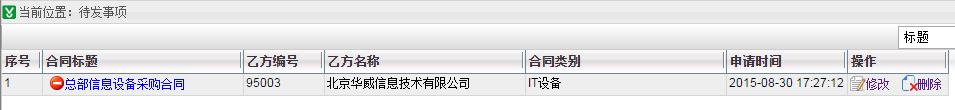 当前位置：待发事项
标题
序号 合同标题 乙方编号 乙方名称 合同类别 申请时间 操作
1 总部信息设备采购合同 95003 北京华威信息技术有限公司 IT设备 2015-08-30 17:27:12 修改 删除